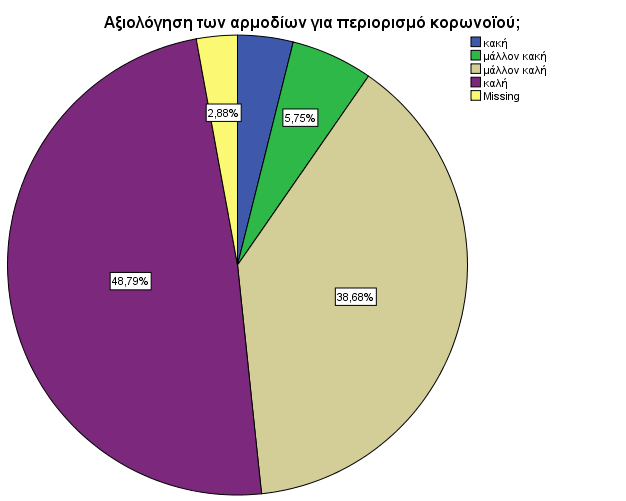 Αξιολόγηση των αρμοδίων για περιορισμό κορωνοϊού;
κακή
μάλλον κακή
μάλλον καλή
καλή
Missing
2,88%
5,75%
48,79%
38,68%